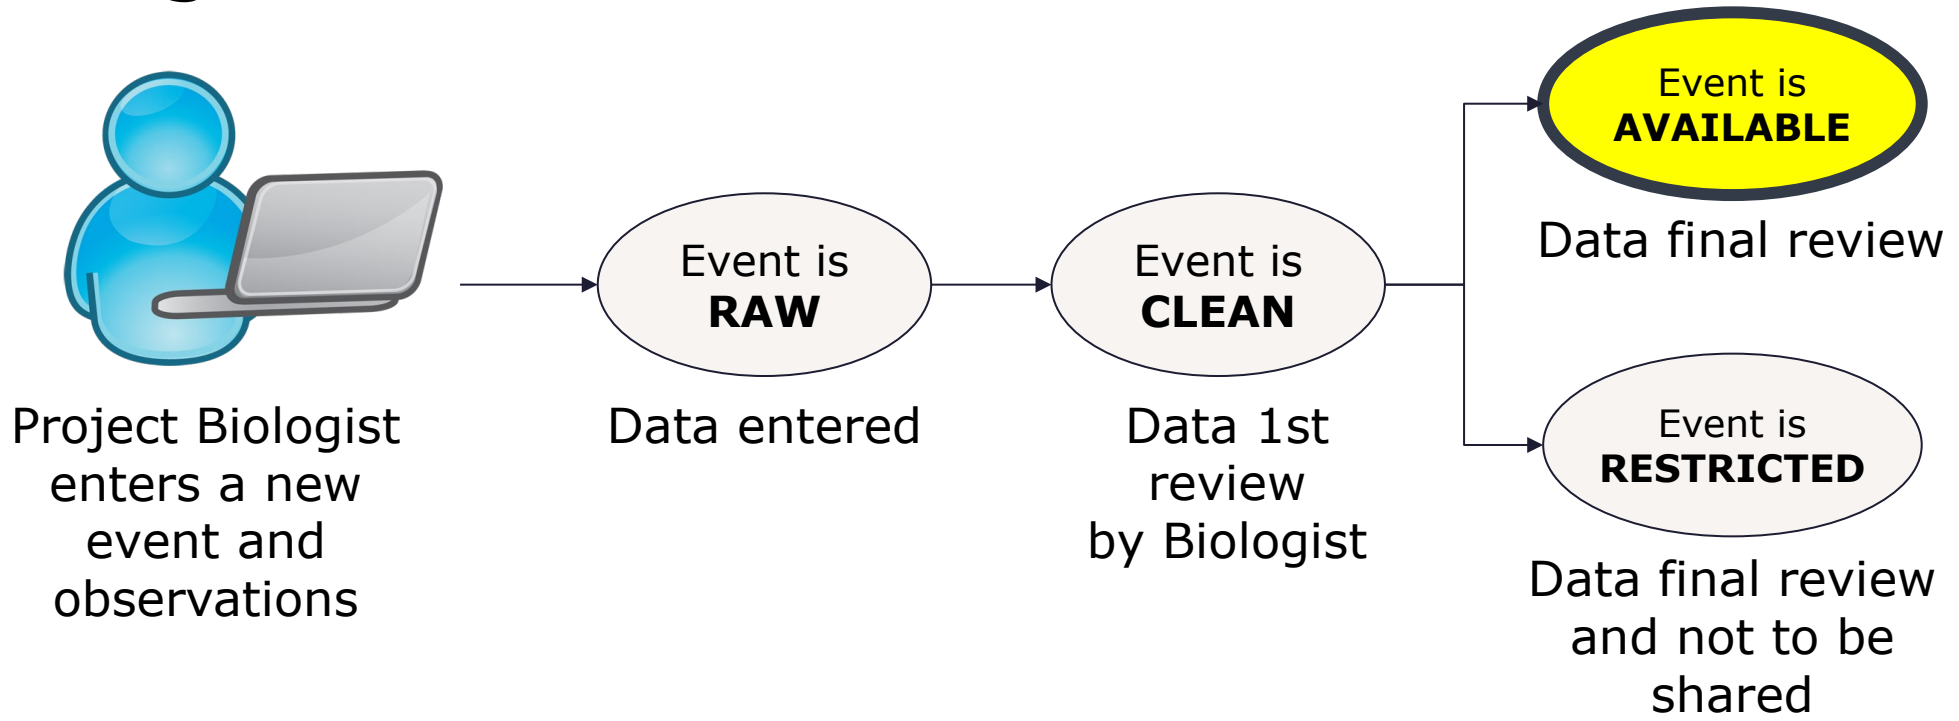 Project Biologist
enters a new
event and
observations
Event is
RAW
Data entered
Event is
CLEAN
Data 1st
review
by Biologist
Event is
AVAILABLE
Data final review
Event is
RESTRICTED
Data final review
and not to be
shared